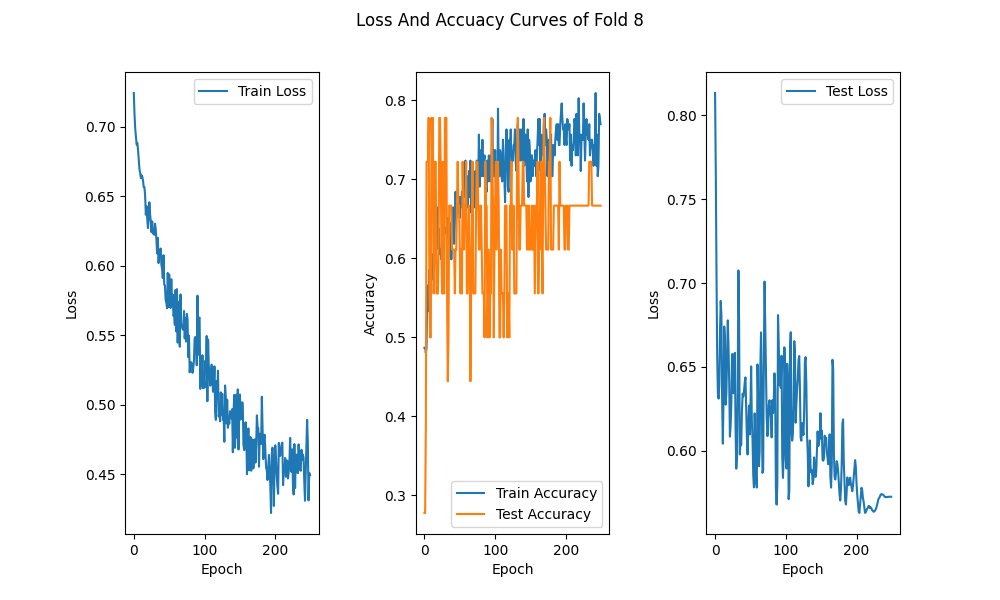 Loss And Accuacy Curves of Fold 8
Train Loss
Loss
0.70
0.65
0.60
0.55
0.50
0.45
0
100
200
Epoch
Accuracy
0.8
0.7
0.6
0.5
0.4
0.3
Train Accuracy
Test Accuracy
0
100
200
Epoch
Test Loss
Loss
0.80
0.75
0.70
0.65
0.60
0
100
200
Epoch